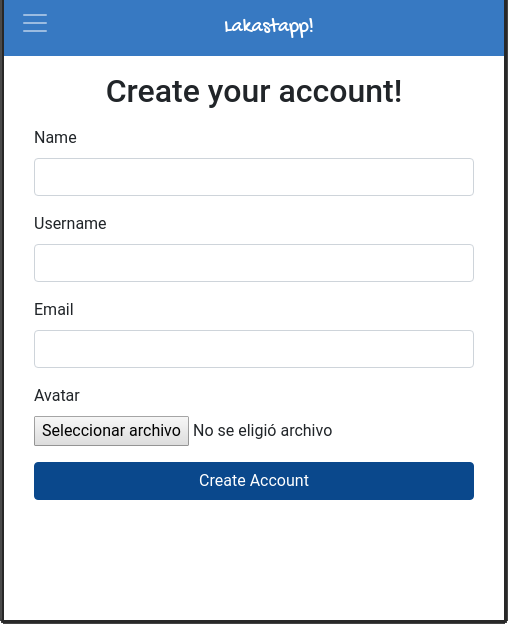 Lakastapp!
Create your account!
Name
Username
Email
Avatar
Seleccionar archivo No se eligió archivo
Create Account